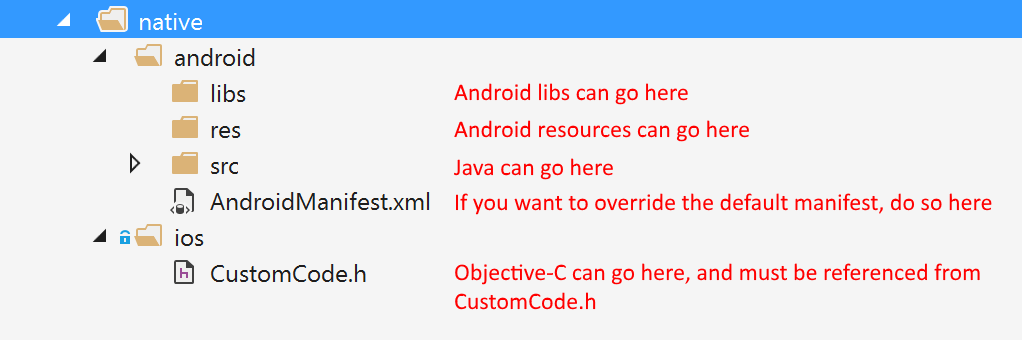 native
android
libs Android libs can go here
res Android resources can go here
src Java can go here
AndroidManifest.xml If you want to override the default manifest, do so here
ios
CustomCode.h Objective-C can go here, and must be referenced from
CustomCode.h